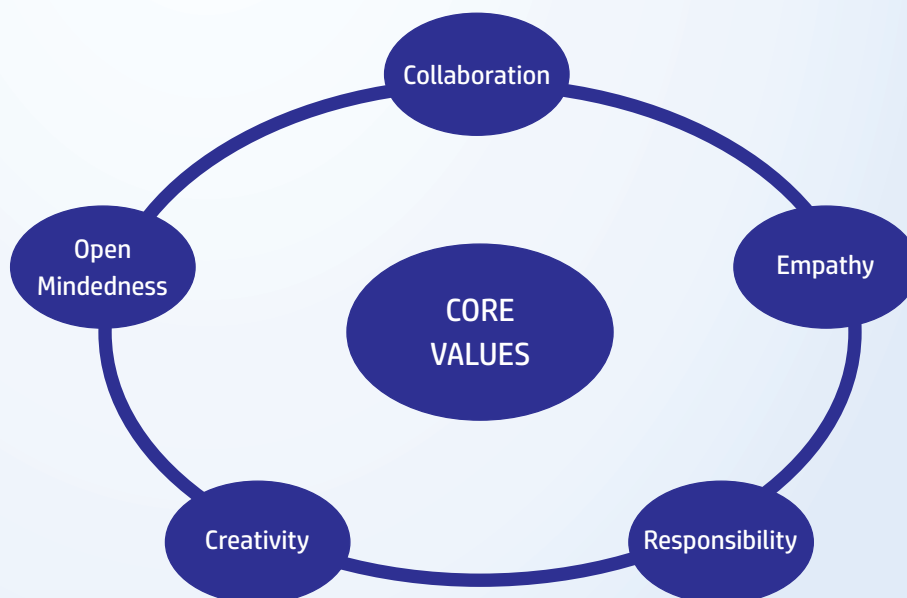 Collaboration
Open
Mindedness
Empathy
CORE
VALUES
Creativity
Responsibility